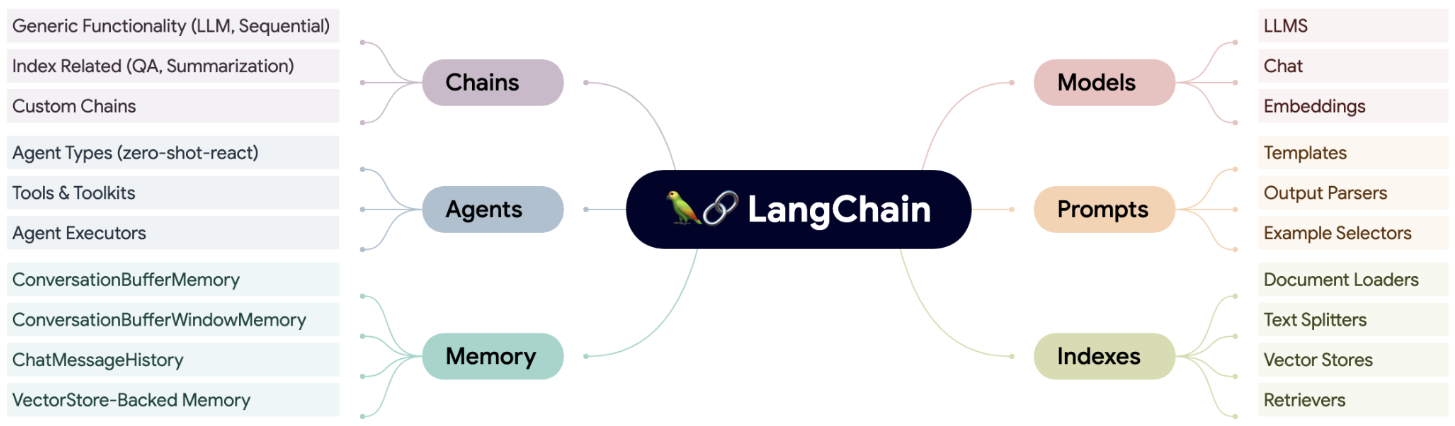 Generic Functionality (LLM, Sequential)
Index Related (QA, Summarization)
Custom Chains
Chains
Agent Types (zero-shot-react)
Tools & Toolkits
Agent Executors
Agents
ConversationBufferMemory
ConversationBufferWindowMemory
ChatMessageHistory
VectorStore-Backed Memory
Memory
LangChain
Models
LLMS
Chat
Embeddings
Prompts
Templates
Output Parsers
Example Selectors
Indexes
Document Loaders
Text Splitters
Vector Stores
Retrievers